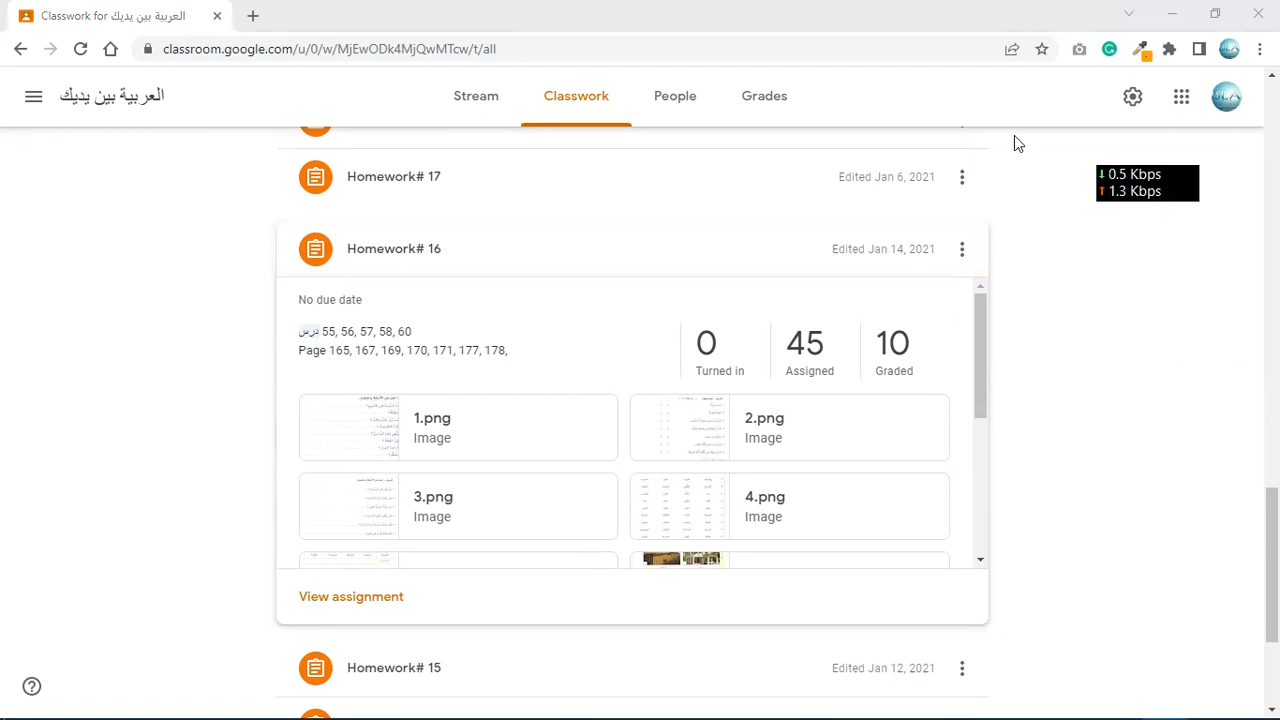 Classwork for العربية بين يديك
classroom.google.com/u/0/w/MjEwODk4MjQwMTcw/t/all
العربية بين يديك
Stream
Classwork
People
Grades
Homework# 17
Edited Jan 6, 2021
0.5 Kbps
1.3 Kbps
Homework# 16
Edited Jan 14, 2021
No due date
درس 55, 56, 57, 58, 60
Page 165, 167, 169, 170, 171, 177, 178,
0
Turned in
45
Assigned
10
Graded
1.png
Image
2.png
Image
3.png
Image
4.png
Image
View assignment
Homework# 15
Edited Jan 12, 2021